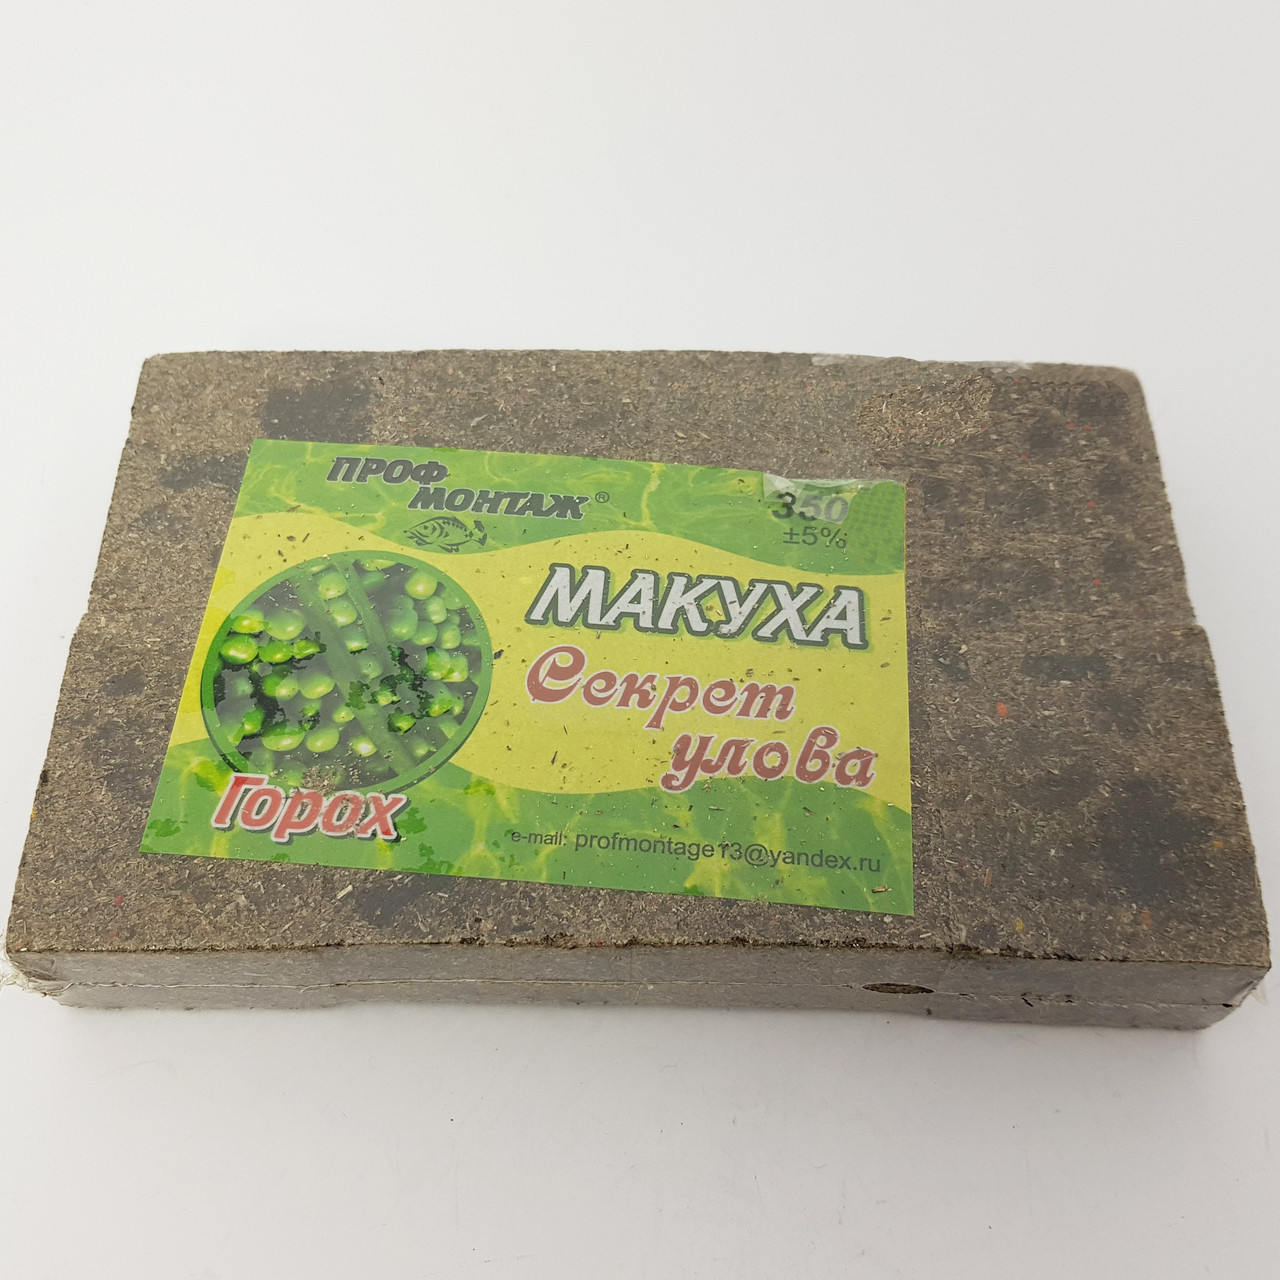 ПРОФ
МОНТАЖ®
350
±5%
МАКУХА
Секрет
улова
Горох
e-mail: profmontage13@yandex.ru